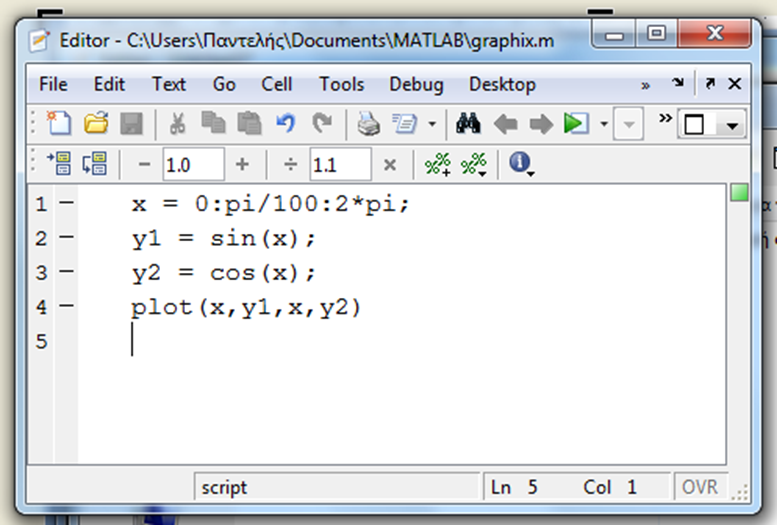 Editor - C:\Users\Παντελής\Documents\MATLAB\graphix.m
File Edit Text Go Cell Tools Debug Desktop »
»
− 1.0 + ÷ 1.1 ×
1 − x = 0:pi/100:2*pi;
2 − y1 = sin(x);
3 − y2 = cos(x);
4 − plot(x,y1,x,y2)
5
script Ln 5 Col 1 OVR